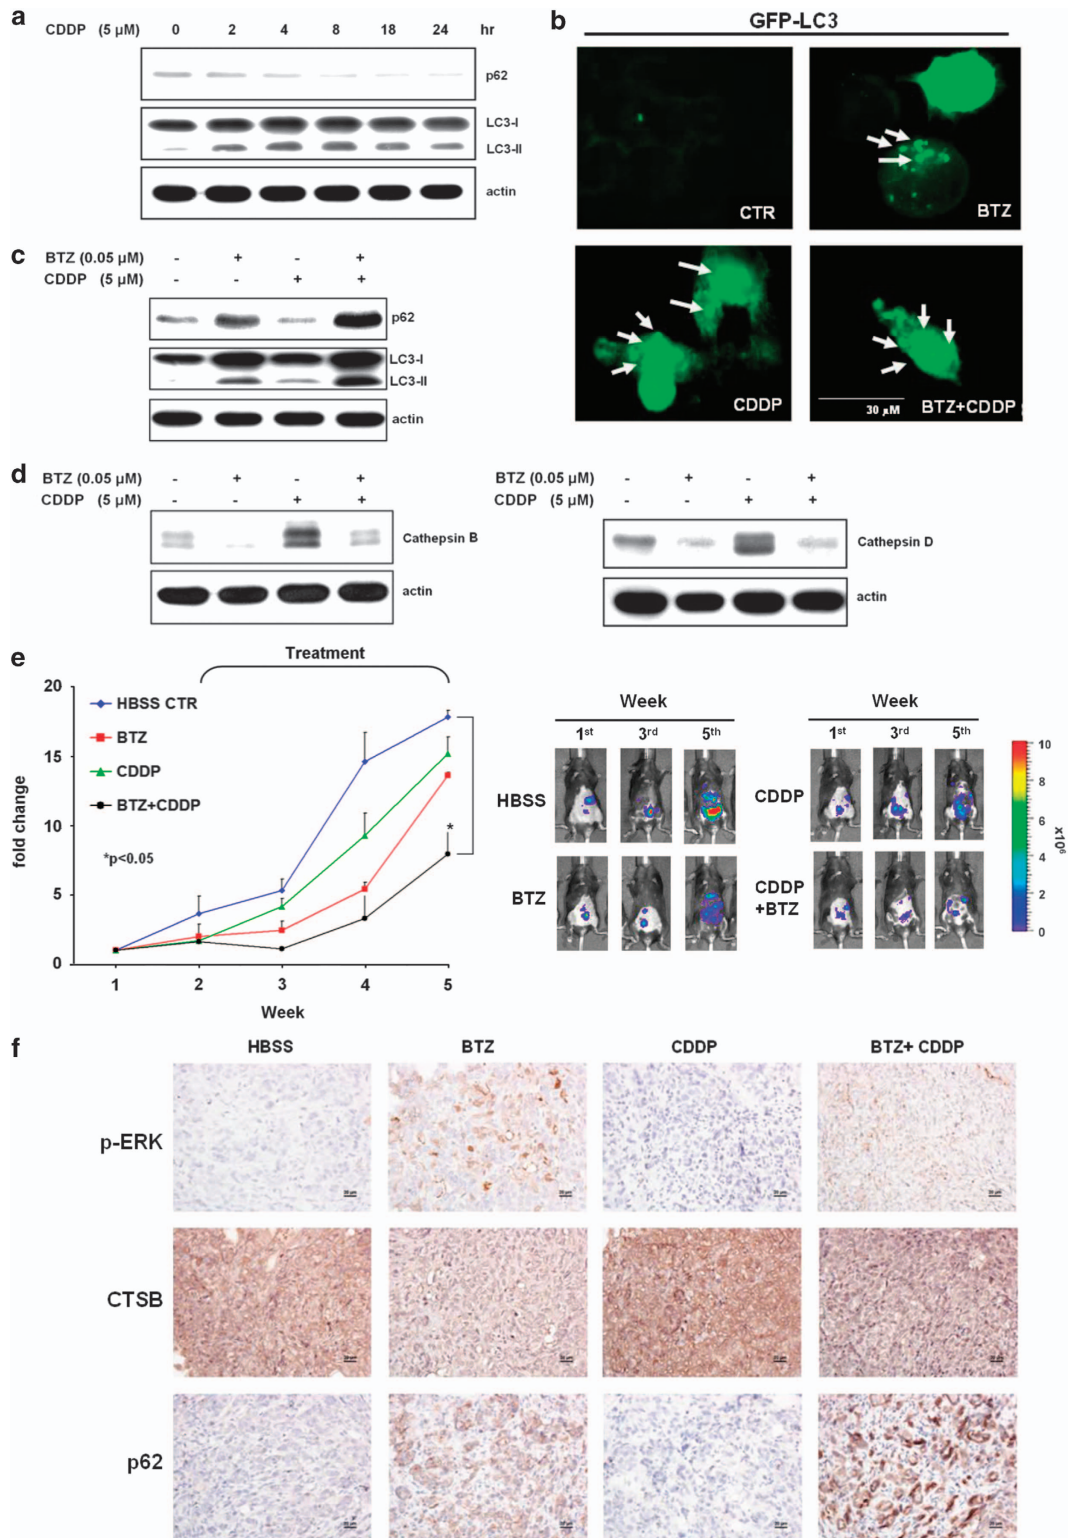 a
CDDP (5 µM) 0 2 4 8 18 24 hr
p62
LC3-I
LC3-II
actin
b
GFP-LC3
CTR
BTZ
CDDP
BTZ+CDDP
30 µM
c
BTZ (0.05 µM) - + - +
CDDP (5 µM) - - + +
p62
LC3-I
LC3-II
actin
d
BTZ (0.05 µM) - + - +
CDDP (5 µM) - - + +
Cathepsin B
actin
BTZ (0.05 µM) - + - +
CDDP (5 µM) - - + +
Cathepsin D
actin
e
Treatment
20
15
10
5
0
fold change
HBSS CTR
BTZ
CDDP
BTZ+CDDP
*p<0.05
*
1 2 3 4 5
Week
Week
1st 3rd 5th
HBSS
BTZ
Week
1st 3rd 5th
CDDP
CDDP
+BTZ
10
8
6
4
2
0
x10⁶
f
HBSS BTZ CDDP BTZ+ CDDP
p-ERK
CTSB
p62